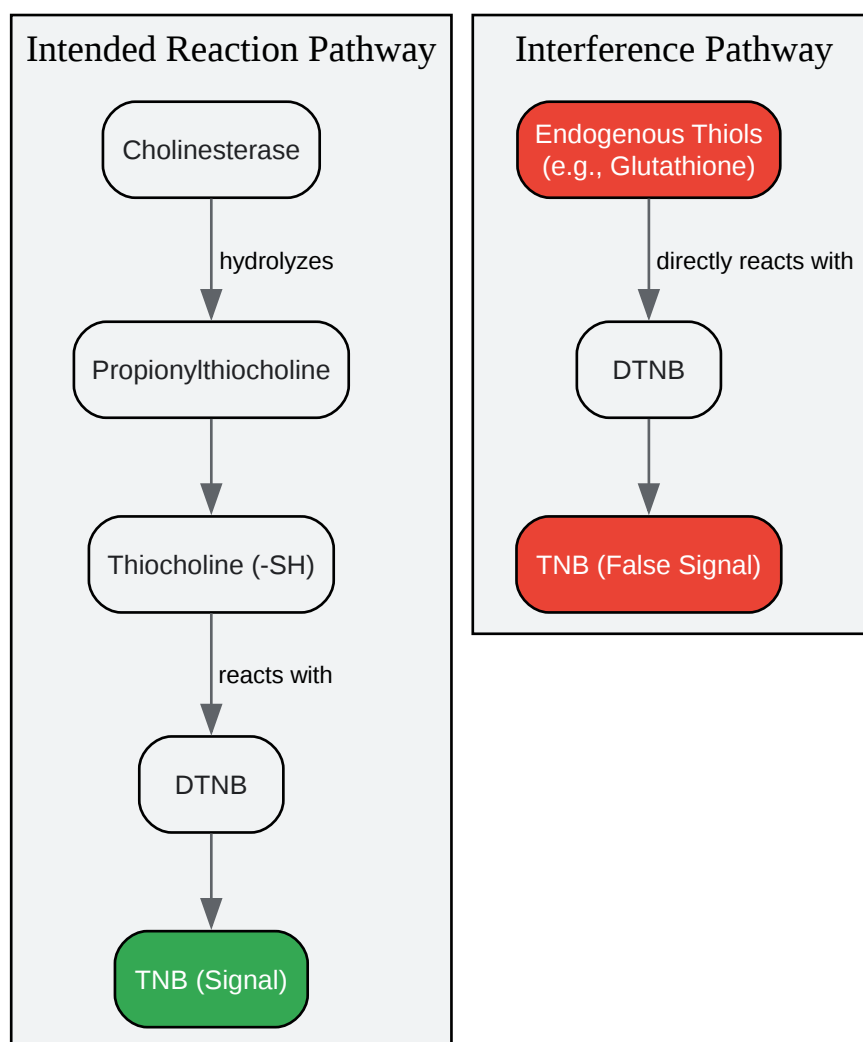 Intended Reaction Pathway
Cholinesterase
hydrolyzes
Propionylthiocholine
Thiocholine (-SH)
reacts with
DTNB
TNB (Signal)
Interference Pathway
Endogenous Thiols
(e.g., Glutathione)
directly reacts with
DTNB
TNB (False Signal)